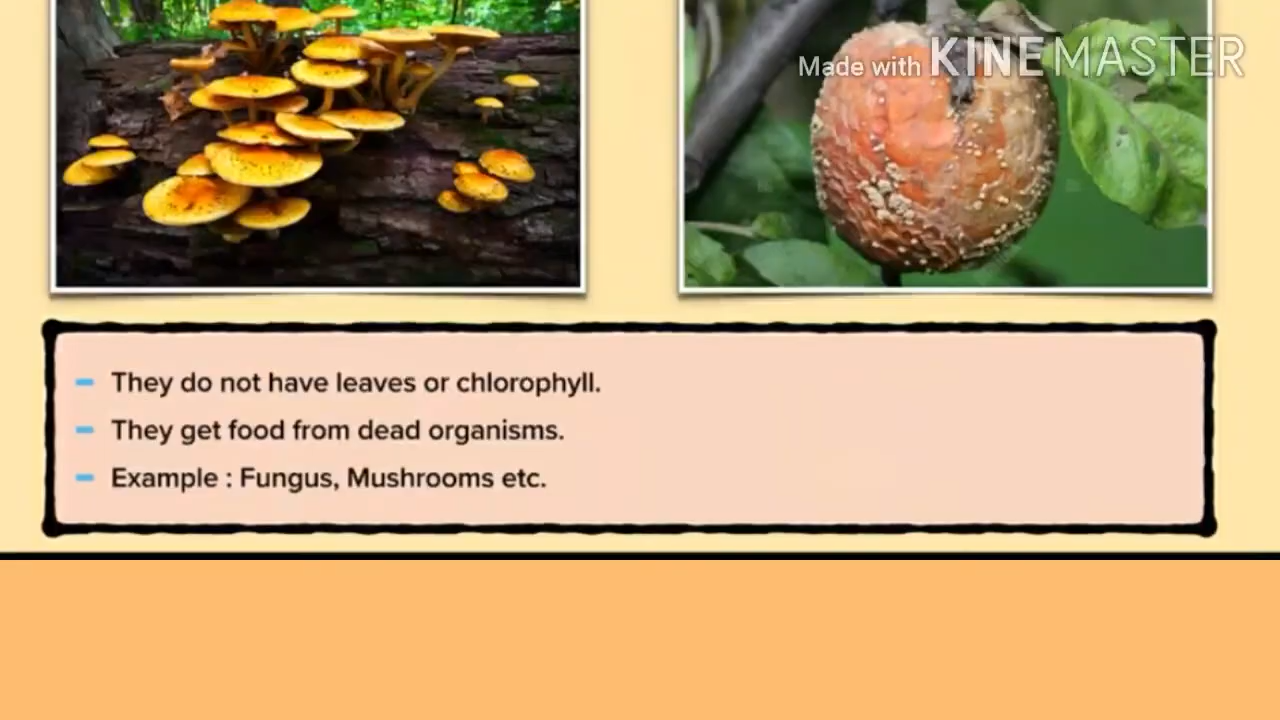 Made with KINEMASTER
They do not have leaves or chlorophyll.
They get food from dead organisms.
Example : Fungus, Mushrooms etc.